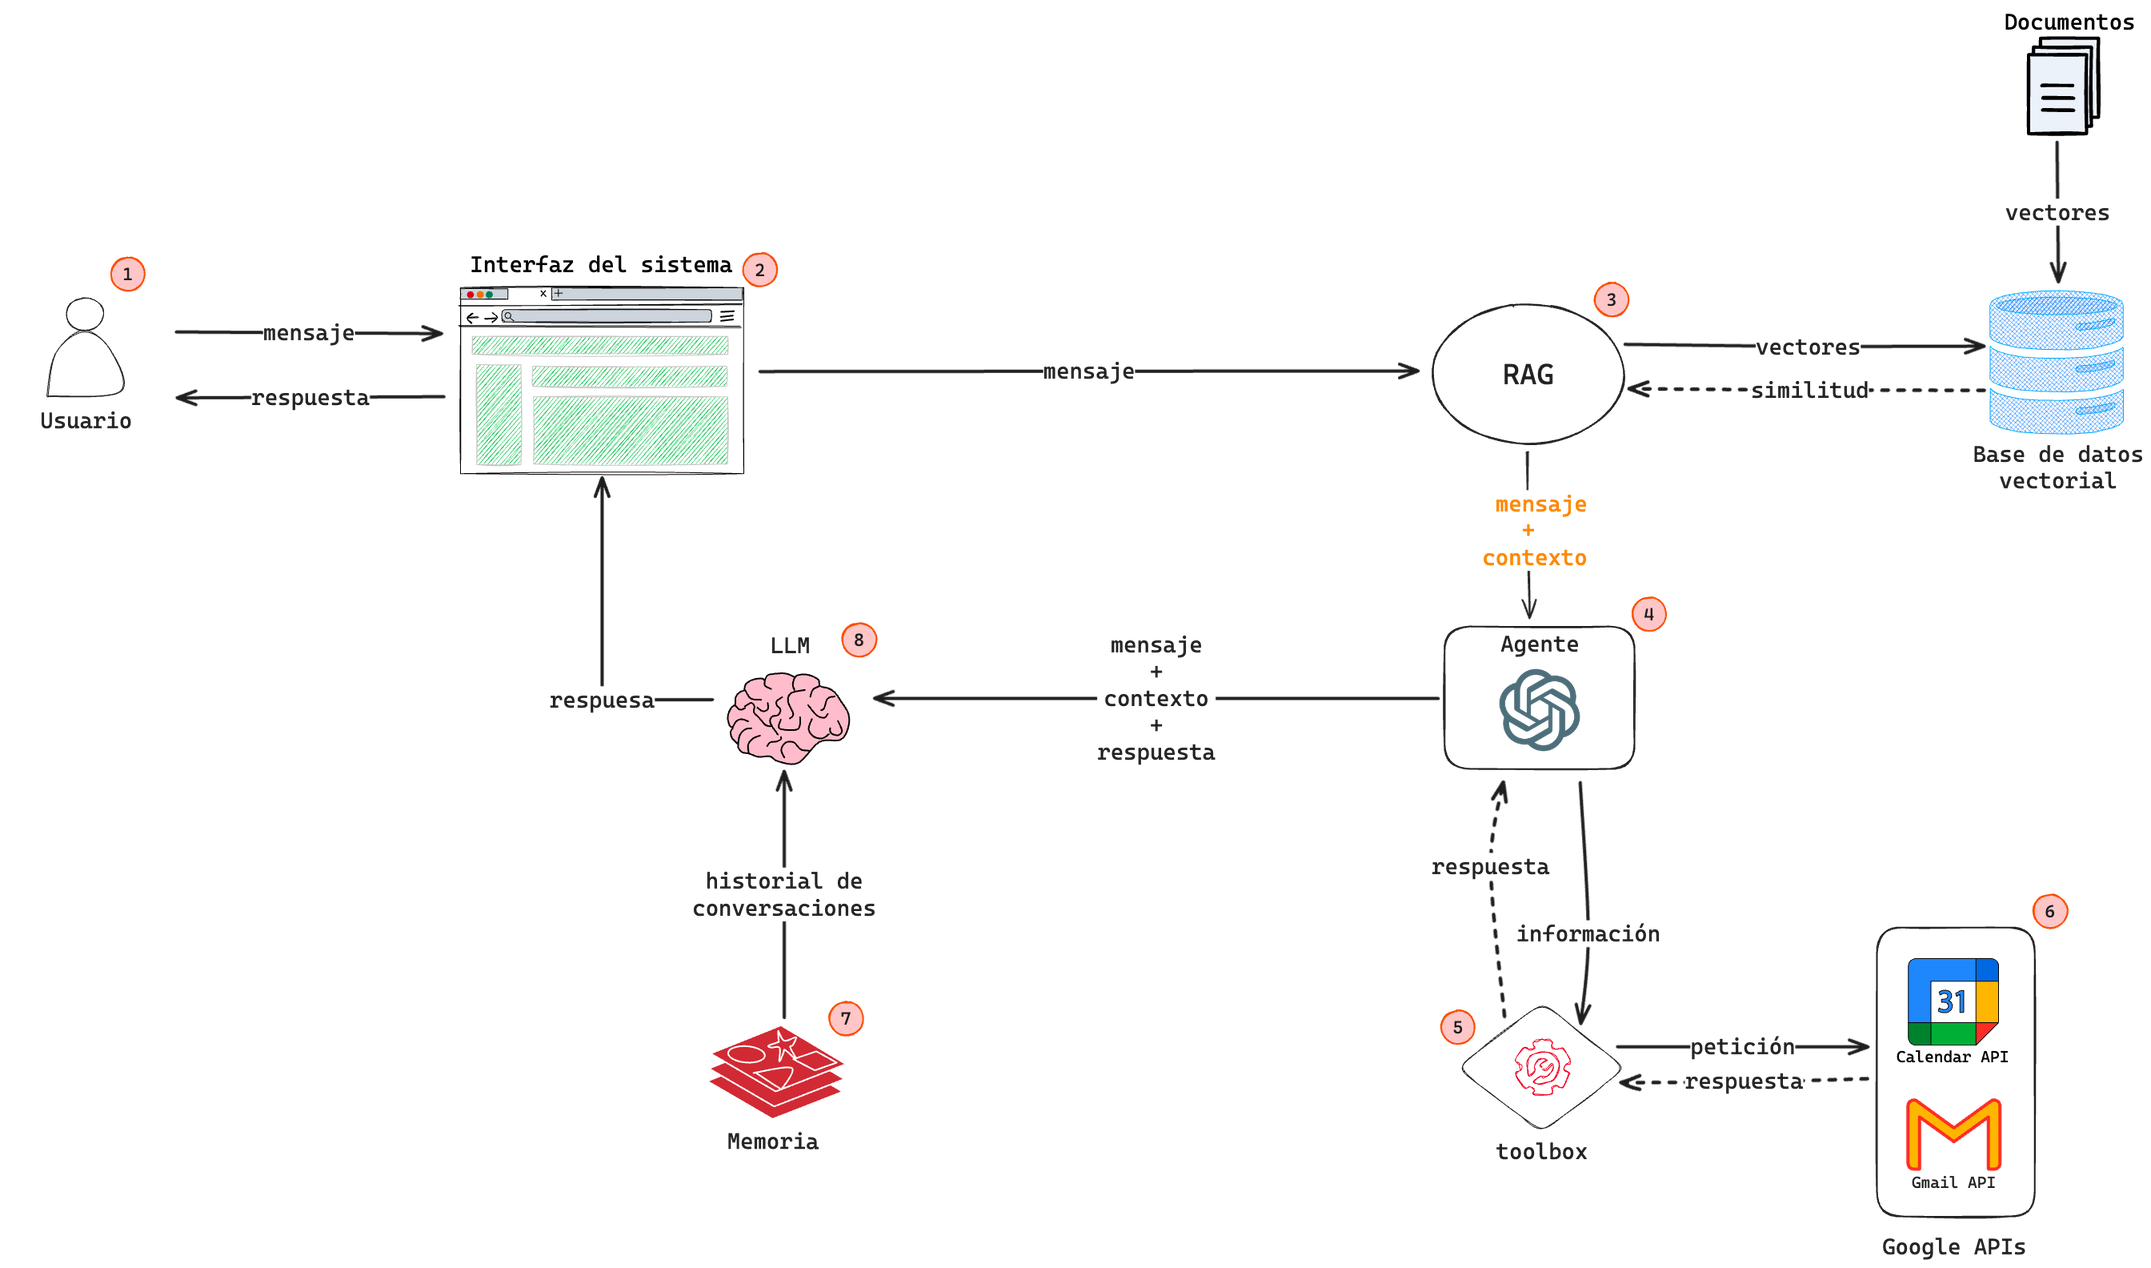 Documentos
vectores
1
Interfaz del sistema
2
x +
3
mensaje
respuesta
Usuario
mensaje
RAG
vectores
similitud
Base de datos
vectorial
mensaje
+
contexto
4
Agente
LLM
8
mensaje
+
contexto
+
respuesta
respuesa
historial de
conversaciones
respuesta
información
7
Memoria
5
toolbox
petición
respuesta
6
31
Calendar API
Gmail API
Google APIs